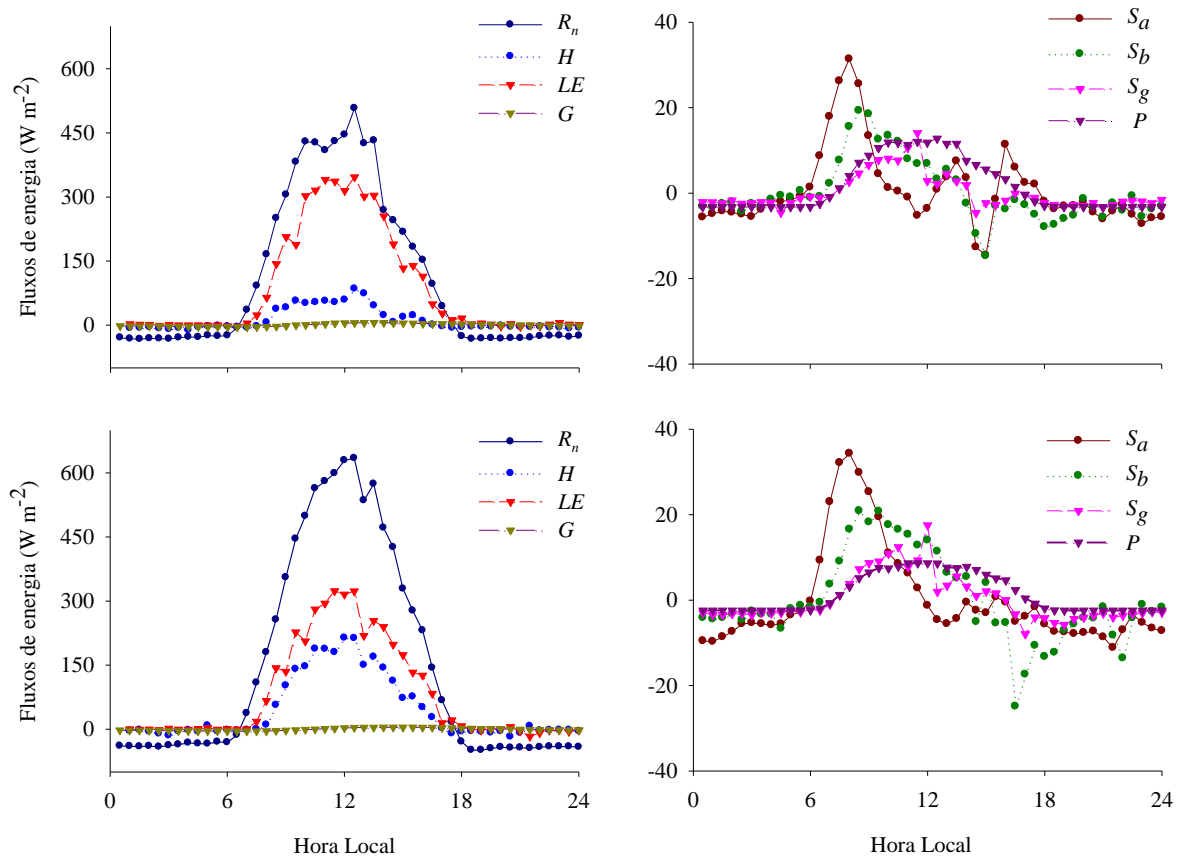 Fluxos de energia (W m-2)
600
450
300
150
0
Rn
H
LE
G
40
20
0
-20
-40
Sa
Sb
Sg
P
Fluxos de energia (W m-2)
600
450
300
150
0
Rn
H
LE
G
0 6 12 18 24
Hora Local
40
20
0
-20
-40
Sa
Sb
Sg
P
0 6 12 18 24
Hora Local